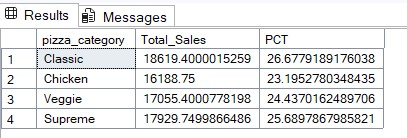 Results Messages
pizza_category Total_Sales PCT
1 Classic 18619.4000015259 26.6779189176038
2 Chicken 16188.75 23.1952780348435
3 Veggie 17055.4000778198 24.4370162489706
4 Supreme 17929.7499866486 25.6897867985821